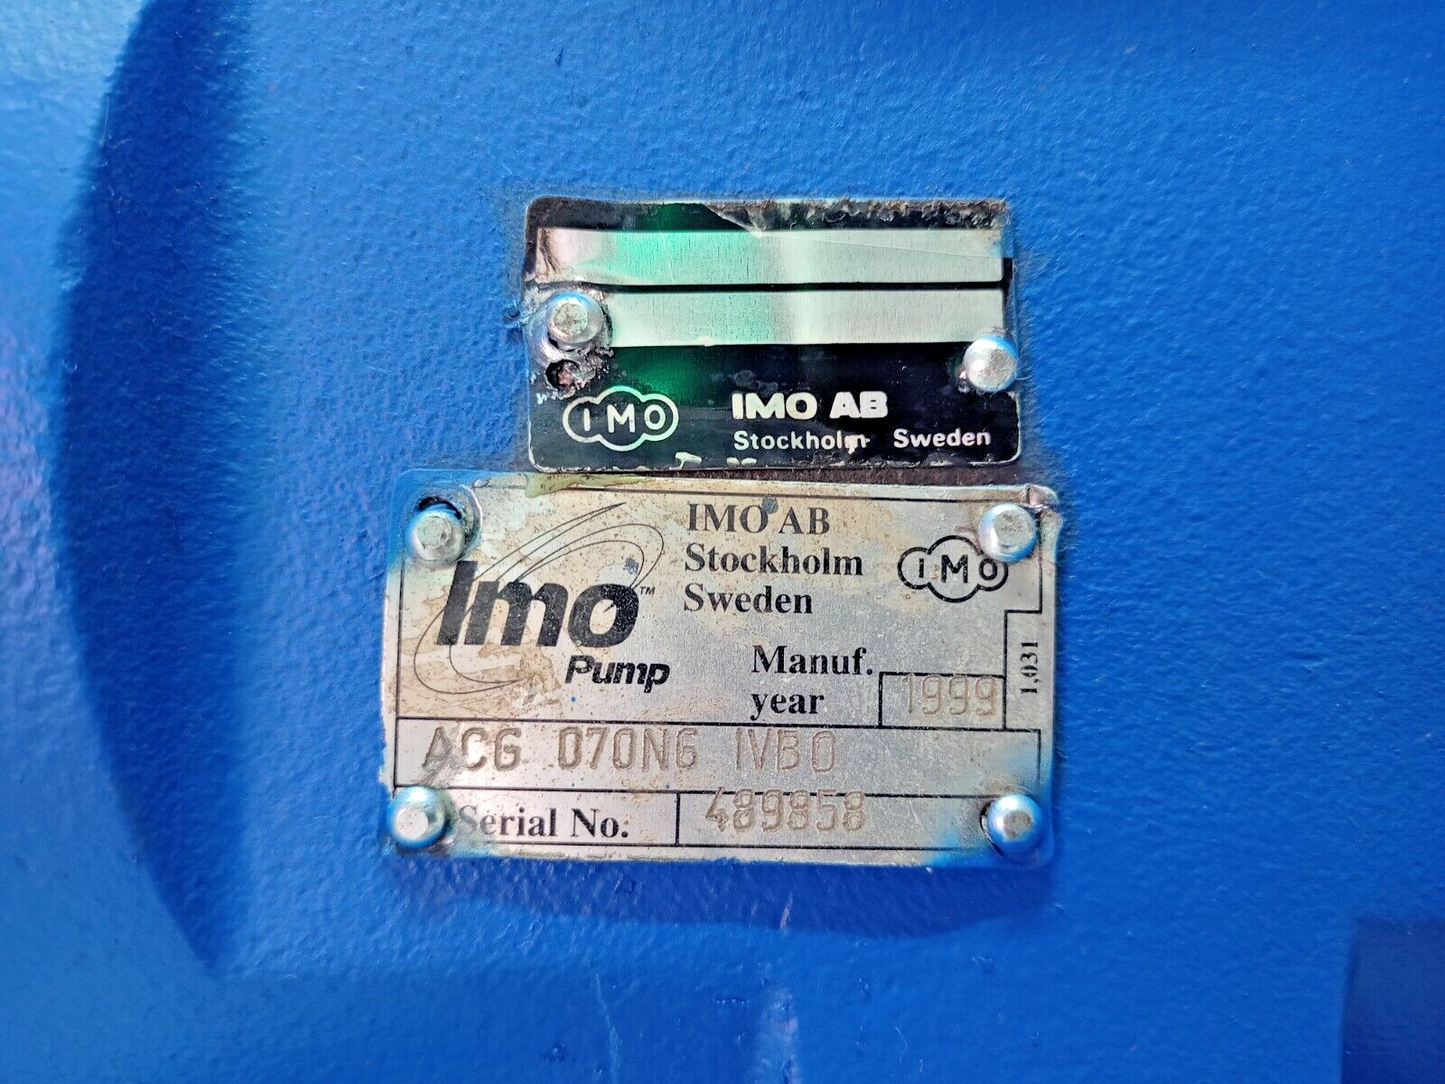 IMO
IMO AB
Stockholm Sweden
Imo™
Pump
IMO AB
Stockholm
Sweden
IMO
Manuf.
year
1999
1,031
ACG 070N6 IVBO
Serial No.
489858